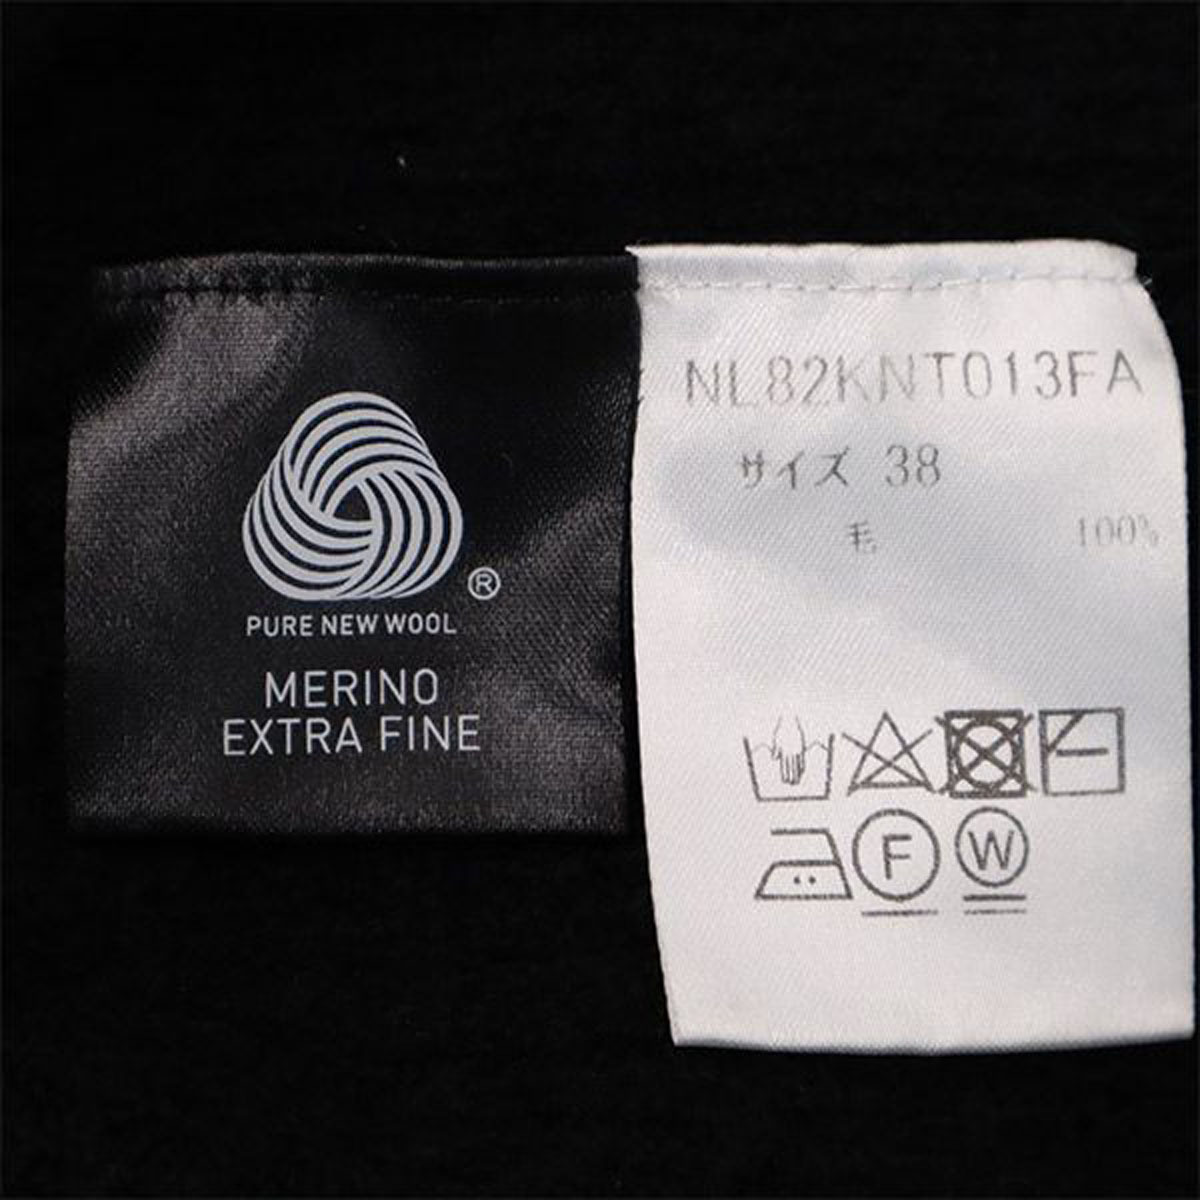 PURE NEW WOOL
®
MERINO
EXTRA FINE
NL82KNT013FA
サイズ 38
毛 100%
F W